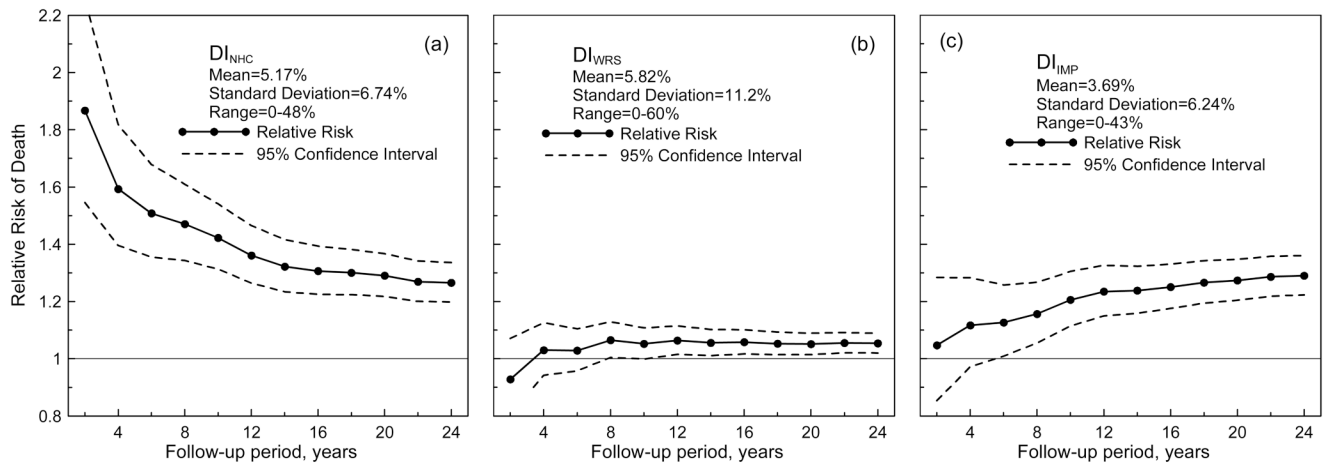 Relative Risk of Death
2.2
2
1.8
1.6
1.4
1.2
1
0.8
(a)
DI_NHC
Mean=5.17%
Standard Deviation=6.74%
Range=0-48%
Relative Risk
95% Confidence Interval
4 8 12 16 20 24
Follow-up period, years
(b)
DI_WRS
Mean=5.82%
Standard Deviation=11.2%
Range=0-60%
Relative Risk
95% Confidence Interval
4 8 12 16 20 24
Follow-up period, years
(c)
DI_IMP
Mean=3.69%
Standard Deviation=6.24%
Range=0-43%
Relative Risk
95% Confidence Interval
4 8 12 16 20 24
Follow-up period, years